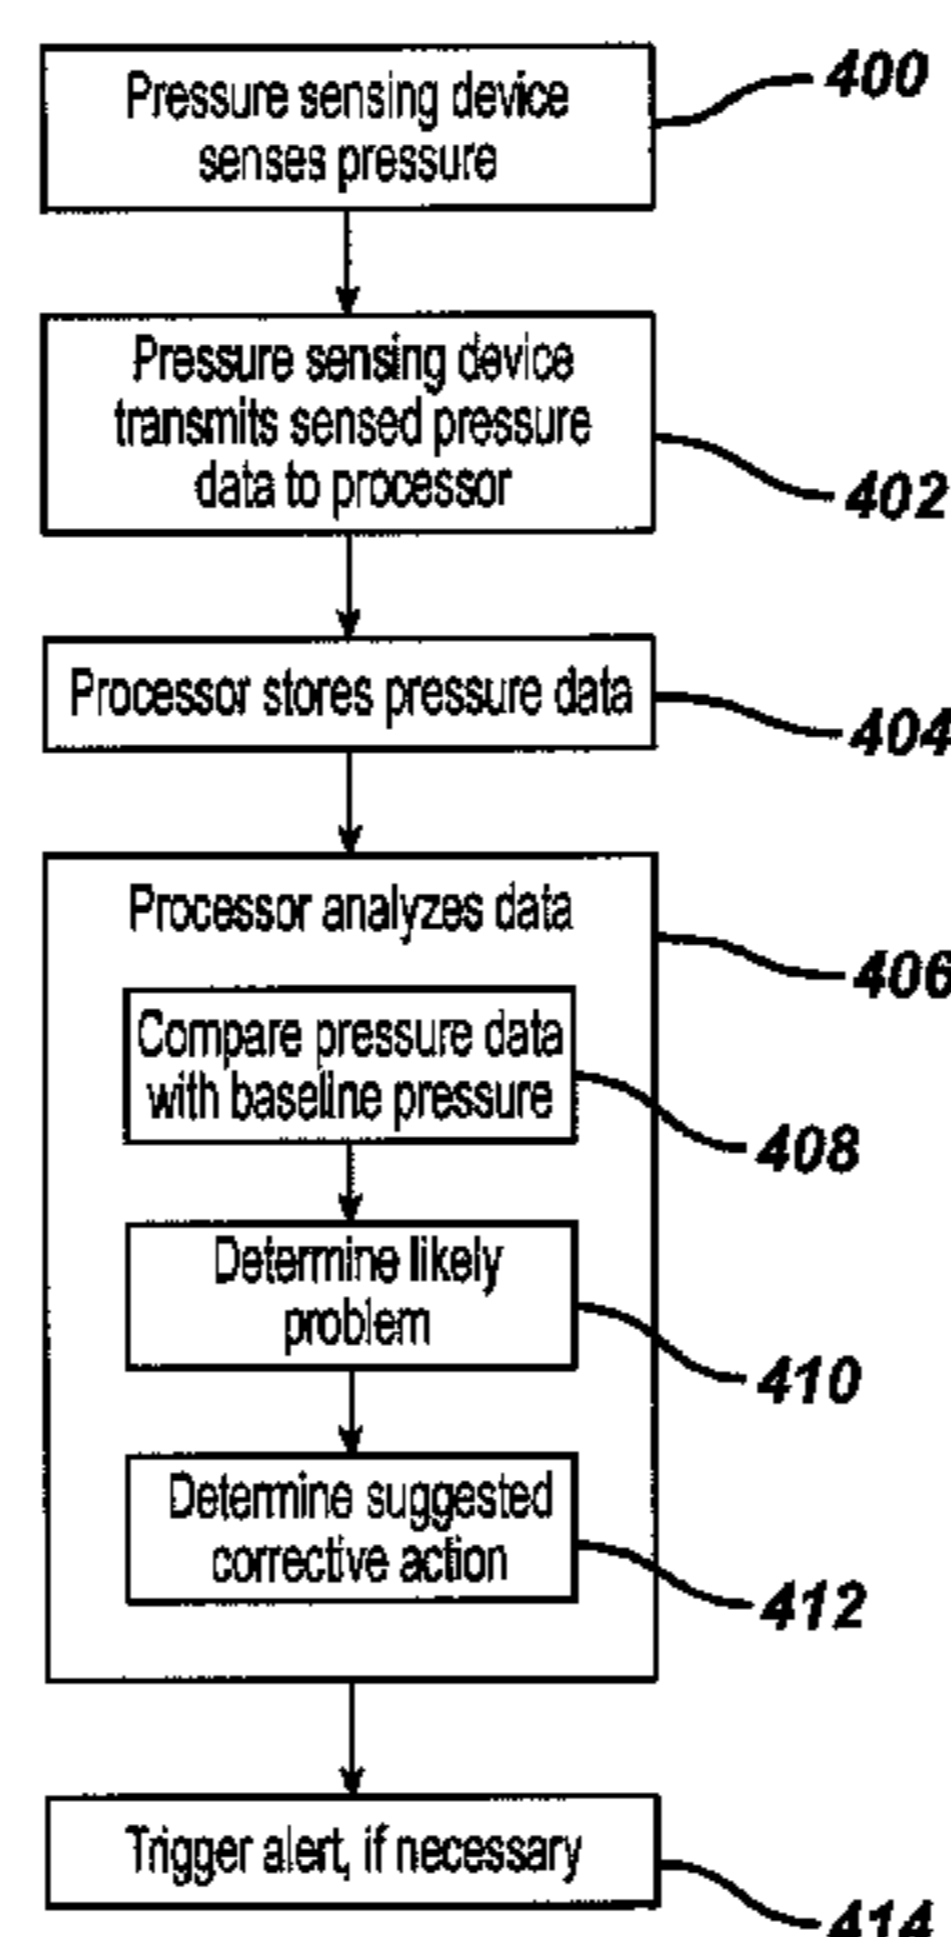 Pressure sensing device
senses pressure
400
Pressure sensing device
transmits sensed pressure
data to processor
402
Processor stores pressure data
404
Processor analyzes data
406
Compare pressure data
with baseline pressure
408
Determine likely
problem
410
Determine suggested
corrective action
412
Trigger alert, if necessary
414